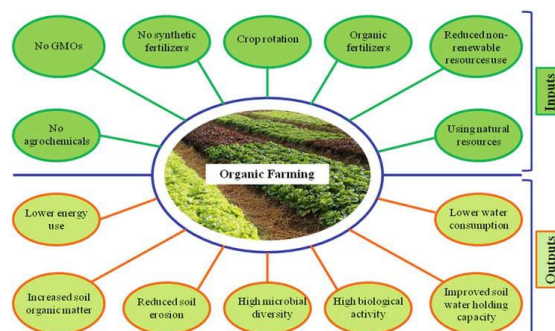 No GMOs
No synthetic
fertilizers
Crop rotation
Organic
fertilizers
Reduced non-
renewable
resources use
Inputs
No
agrochemicals
Using natural
resources
Organic Farming
Lower energy
use
Lower water
consumption
Outputs
Increased soil
organic matter
Reduced soil
erosion
High microbial
diversity
High biological
activity
Improved soil
water holding
capacity